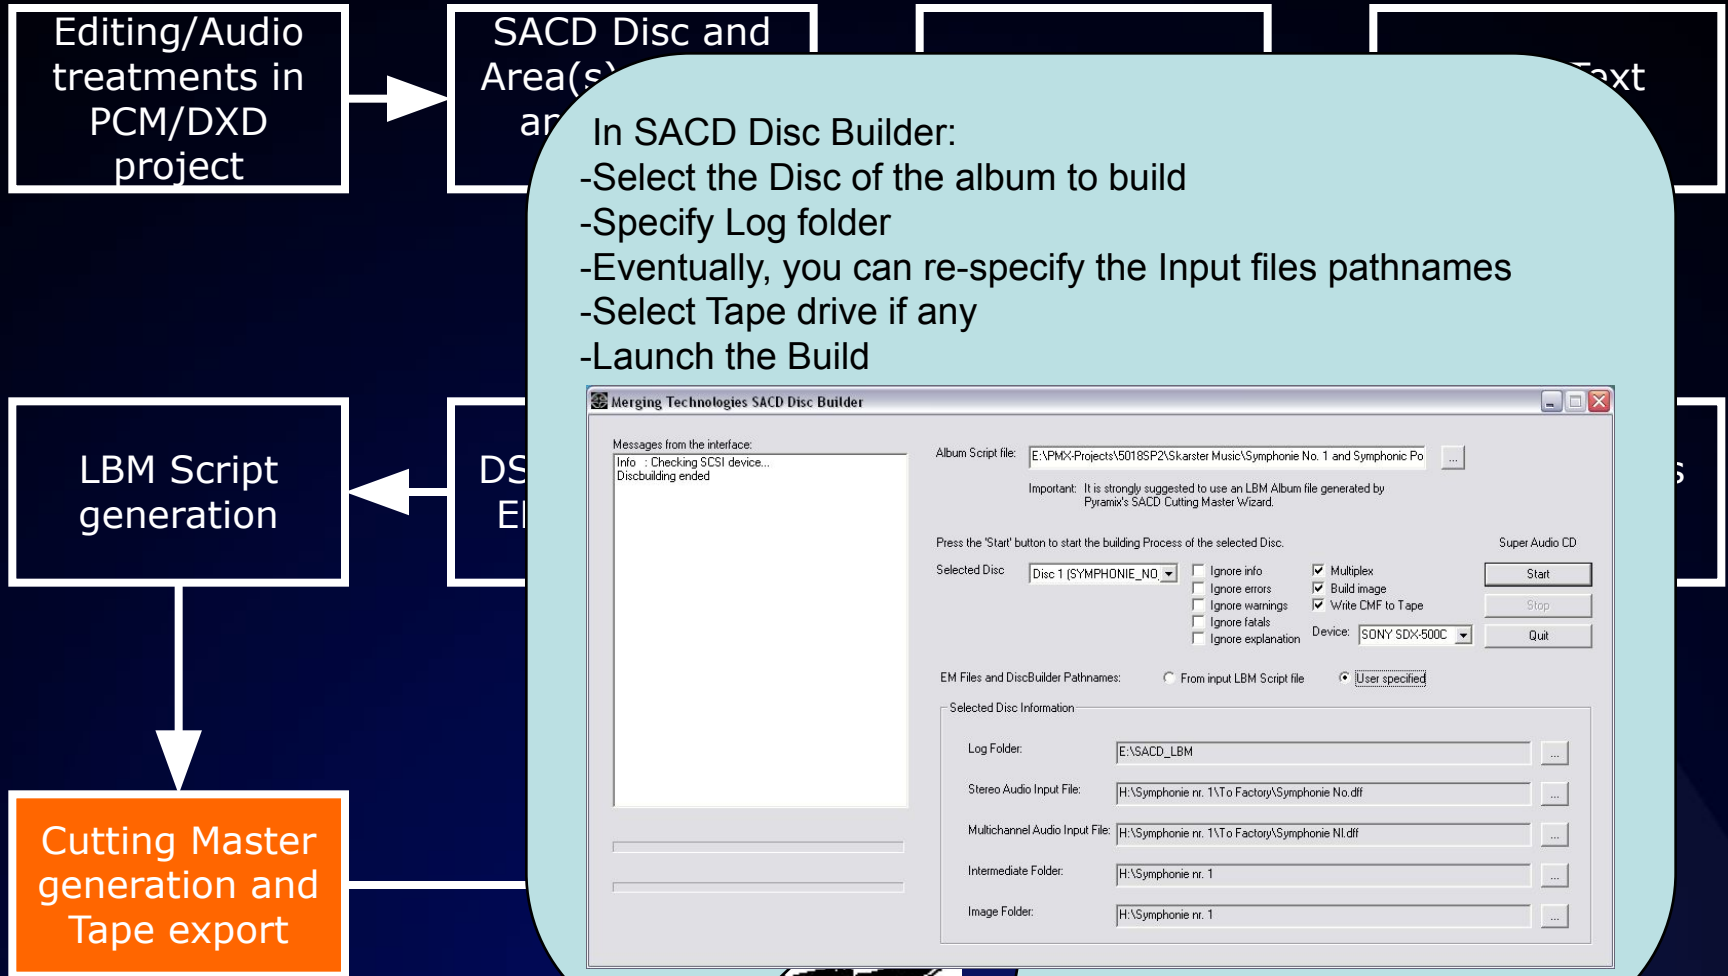 Editing/Audio
treatments in
PCM/DXD
project
SACD Disc and
Text
In SACD Disc Builder:
-Select the Disc of the album to build
-Specify Log folder
-Eventually, you can re-specify the Input files pathnames
-Select Tape drive if any
-Launch the Build
LBM Script
generation
Cutting Master
generation and
Tape export
Merging Technologies SACD Disc Builder
Messages from the interface:
Info : Checking SCSI device...
Discbuilding ended
Album Script file: E:\PMX-Projects\5018SP2\Skarster Music\Symphonie No. 1 and Symphonic Po ...
Important: It is strongly suggested to use an LBM Album file generated by
Pyramix's SACD Cutting Master Wizard.
Press the 'Start' button to start the building Process of the selected Disc.
Super Audio CD
Selected Disc Disc 1 (SYMPHONIE_NO_
Ignore info
Ignore errors
Ignore warnings
Ignore fatals
Ignore explanation
Multiplex
Build image
Write CMF to Tape
Device: SONY SDX-500C
Start
Stop
Quit
EM Files and DiscBuilder Pathnames: From input LBM Script file User specified
Selected Disc Information
Log Folder: E:\SACD_LBM ...
Stereo Audio Input File: H:\Symphonie nr. 1\To Factory\Symphonie No.dff ...
Multichannel Audio Input File: H:\Symphonie nr. 1\To Factory\Symphonie NI.dff ...
Intermediate Folder: H:\Symphonie nr. 1 ...
Image Folder: H:\Symphonie nr. 1 ...